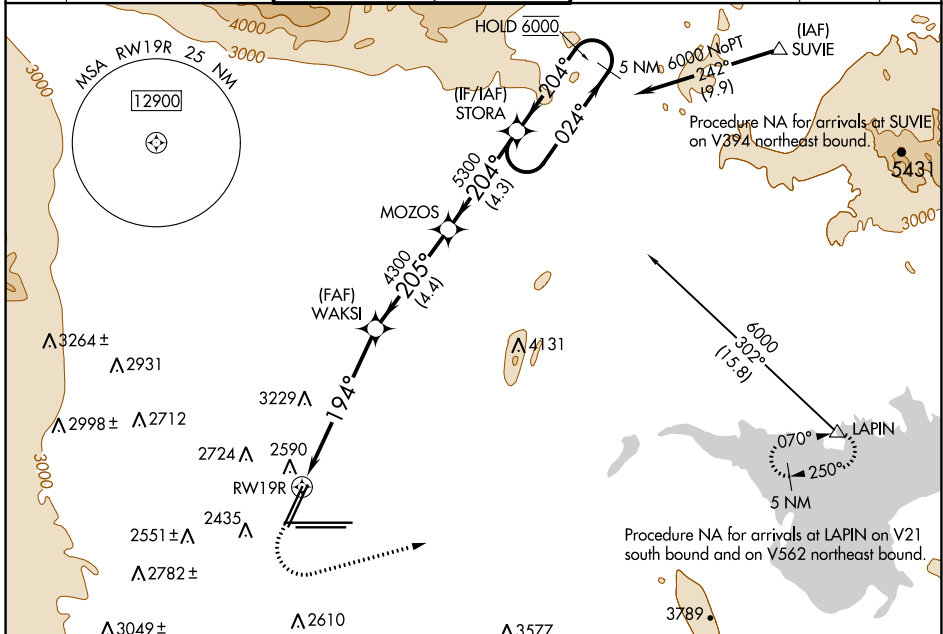 4000
3000
3000
HOLD 6000
(IAF)
SUVIE
MSA RW19R 25 NM
12900
5 NM
6000 NoPT
242°
(9.9)
204°
024°
(IF/IAF)
STORA
Procedure NA for arrivals at SUVIE
on V394 northeast bound.
5431
3000
5300
204°
(4.3)
MOZOS
4300
205°
(4.4)
(FAF)
WAKSI
6000
302°
(15.8)
3264 ±
2931
4131
194°
3229
2998 ±
2712
LAPIN
070°
250°
5 NM
3000
2724
2590
RW19R
2435
2551 ±
Procedure NA for arrivals at LAPIN on V21
south bound and on V562 northeast bound.
2782 ±
2610
3789
3049 ±
3577